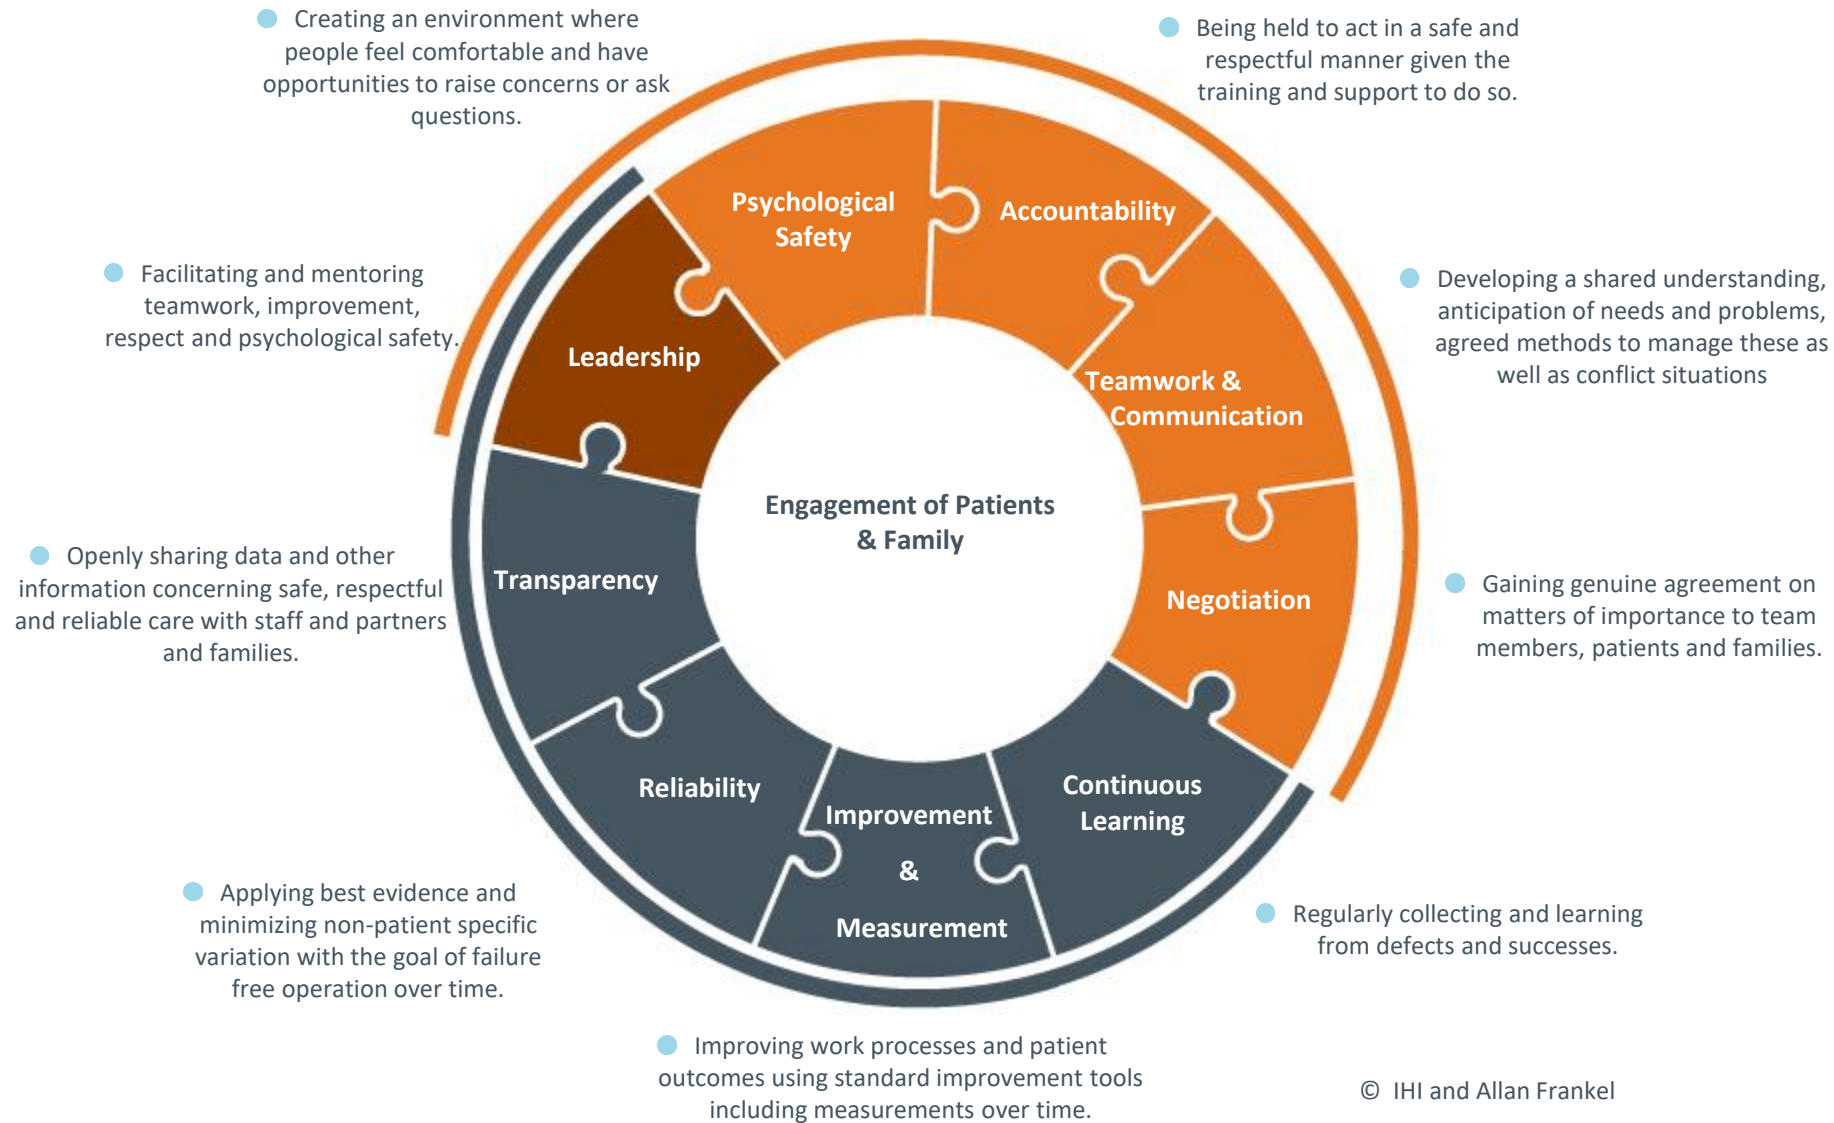 Creating an environment where
people feel comfortable and have
opportunities to raise concerns or ask
questions.
Being held to act in a safe and
respectful manner given the
training and support to do so.
Psychological
Safety
Accountability
Facilitating and mentoring
teamwork, improvement,
respect and psychological safety.
Leadership
Developing a shared understanding,
anticipation of needs and problems,
agreed methods to manage these as
well as conflict situations
Teamwork &
Communication
Engagement of Patients
& Family
Openly sharing data and other
information concerning safe, respectful
and reliable care with staff and partners
and families.
Transparency
Negotiation
Gaining genuine agreement on
matters of importance to team
members, patients and families.
Reliability
Improvement
&
Measurement
Continuous
Learning
Applying best evidence and
minimizing non-patient specific
variation with the goal of failure
free operation over time.
Regularly collecting and learning
from defects and successes.
Improving work processes and patient
outcomes using standard improvement tools
including measurements over time.
© IHI and Allan Frankel